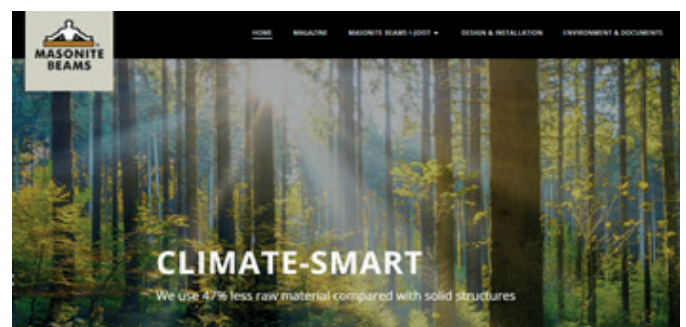 MASONITE
BEAMS
HOME MAGAZINE MASONITE BEAMS I-JOIST DESIGN & INSTALLATION ENVIRONMENT & DOCUMENTS
CLIMATE-SMART
We use 47% less raw material compared with solid structures